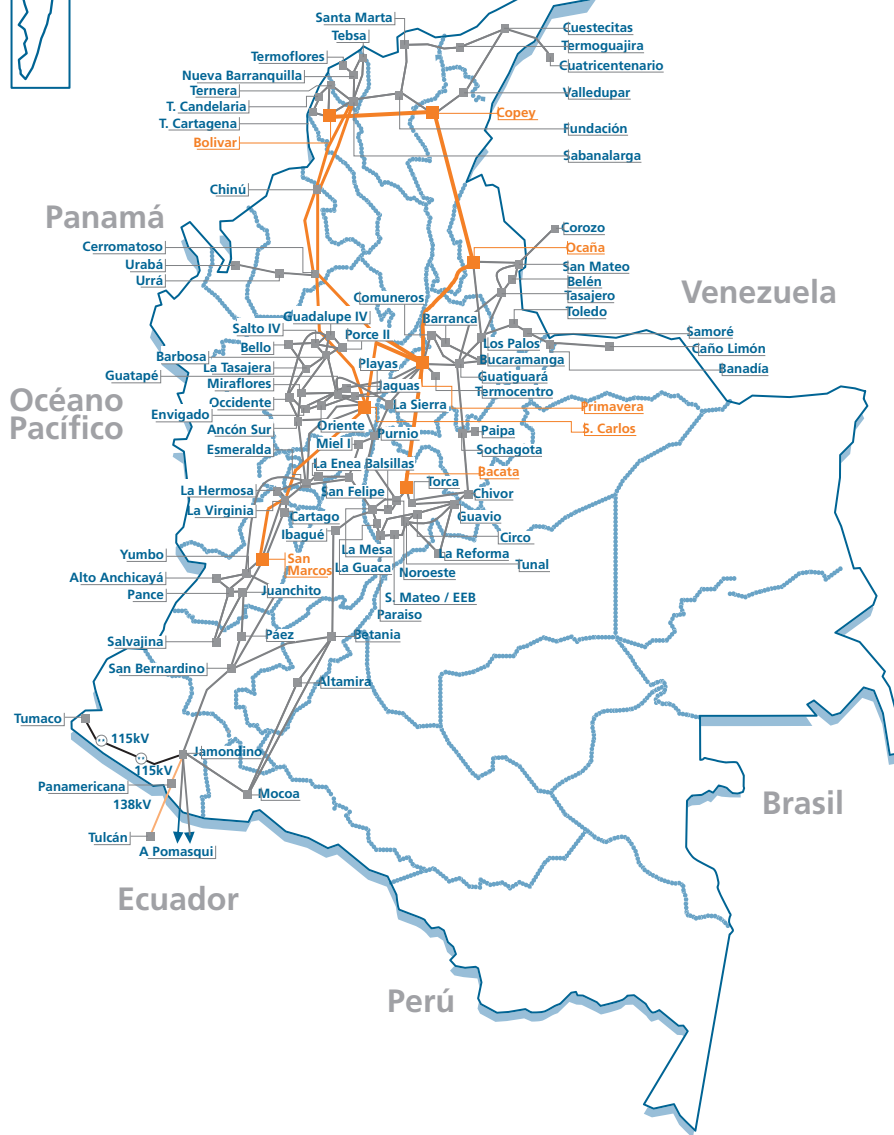 Santa Marta
Cuestecitas
Tebsa
Termoguajira
Termoflores
Cuatricentenario
Nueva Barranquilla
Ternera
Valledupar
T. Candelaria
Copey
T. Cartagena
Fundación
Bolivar
Sabanalarga
Chinú
Panamá
Corozo
Cerromatoso
Ocaña
Urabá
San Mateo
Urrá
Belén
Tasajero
Venezuela
Comuneros
Toledo
Guadalupe IV
Barranca
Salto IV
Porce II
Samoré
Bello
Los Palos
Caño Limón
Barbosa
Bucaramanga
La Tasajera
Playas
Banadía
Guatapé
Guatiguará
Miraflores
Jaguas
Termocentro
Océano
Pacífico
Occidente
La Sierra
Primavera
Envigado
Ancón Sur
Oriente
Purnio
Paipa
S. Carlos
Esmeralda
Miel I
Sochagota
La Enea
Balsillas
Bacata
La Hermosa
San Felipe
Torca
Chivor
La Virginia
Cartago
Guavio
Ibagué
Circo
Yumbo
San
Marcos
La Mesa
La Reforma
La Guaca
Noroeste
Tunal
Alto Anchicayá
Pance
Juanchito
S. Mateo / EEB
Paraiso
Salvajina
Páez
Betania
San Bernardino
Altamira
Tumaco
115kV
Jamondino
115kV
Panamericana
Mocoa
138kV
Brasil
Tulcán
A Pomasqui
Ecuador
Perú